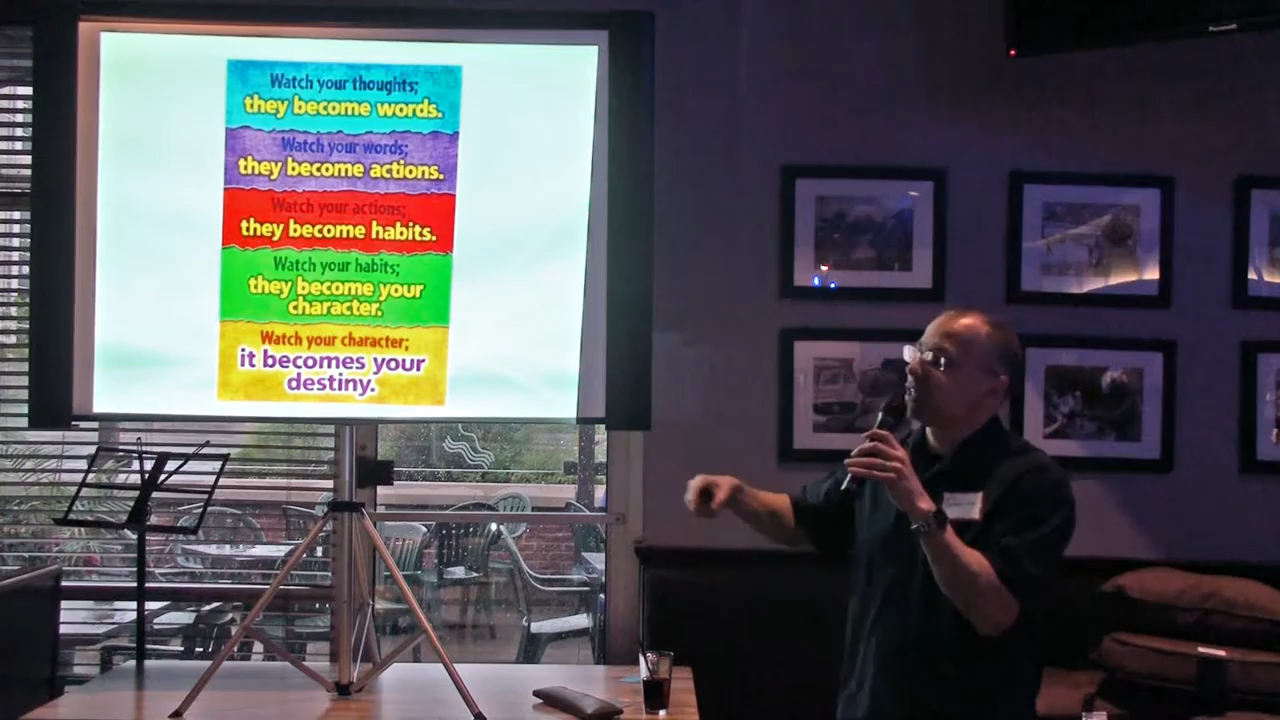 Watch your thoughts;
they become words.
Watch your words;
they become actions.
Watch your actions;
they become habits.
Watch your habits;
they become your
character.
Watch your character;
it becomes your
destiny.
Panasonic